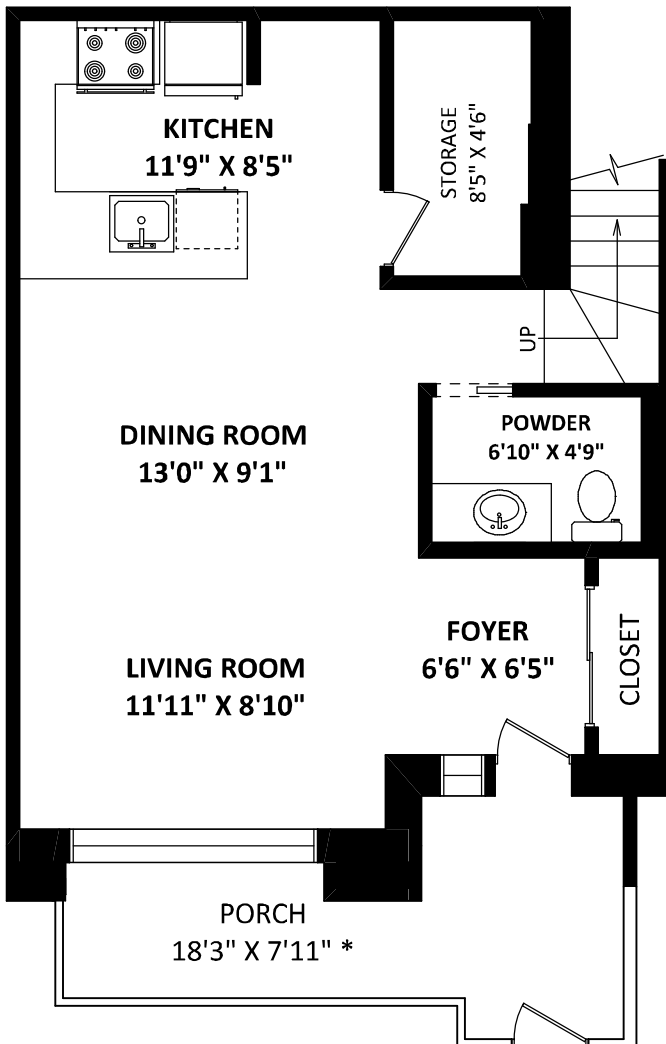 KITCHEN
11'9" X 8'5"
STORAGE
8'5" X 4'6"
UP
POWDER
6'10" X 4'9"
DINING ROOM
13'0" X 9'1"
FOYER
6'6" X 6'5"
CLOSET
LIVING ROOM
11'11" X 8'10"
PORCH
18'3" X 7'11" *